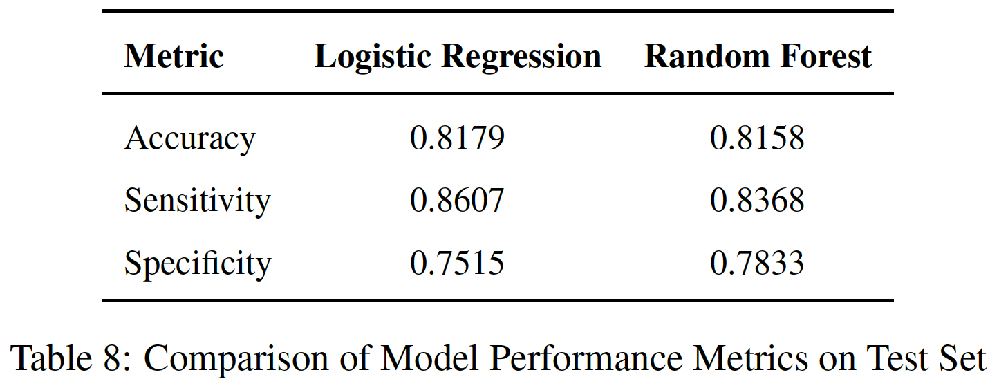 Metric Logistic Regression Random Forest
Accuracy 0.8179 0.8158
Sensitivity 0.8607 0.8368
Specificity 0.7515 0.7833
Table 8: Comparison of Model Performance Metrics on Test Set